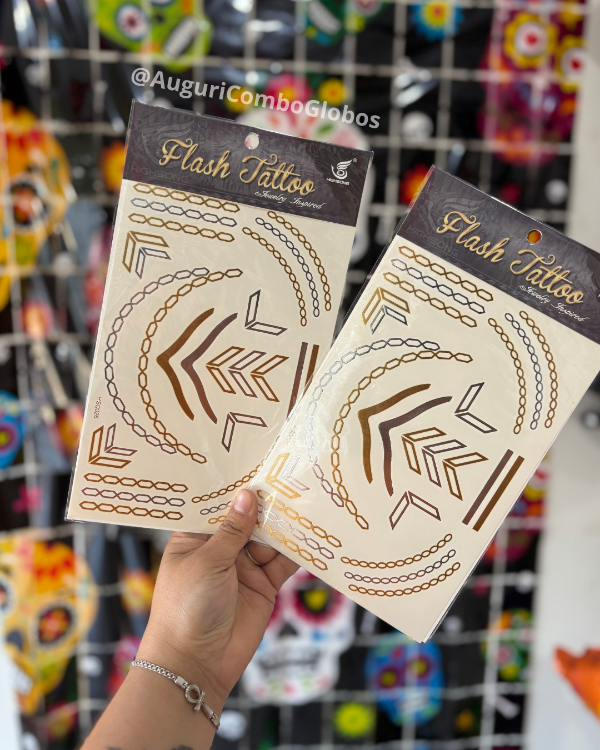 @AuguriComboGlobos
Flash Tattoo
Jewelry Inspired
Flash Tattoo
Jewelry Inspired